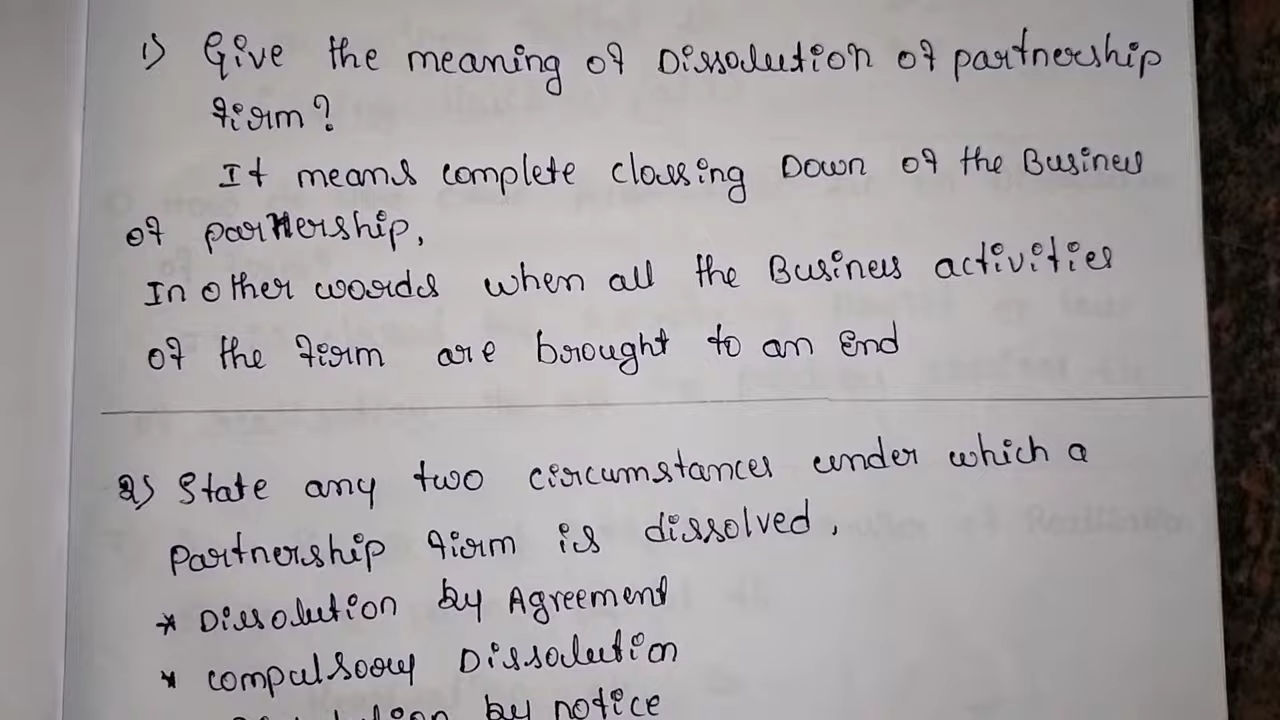 1) Give the meaning of Dissolution of partnership
firm?
It means complete clossing Down of the Business
of partnership,
In other words when all the Business activities
of the firm are brought to an End
2) State any two circumstances under which a
Partnership firm is dissolved.
* Dissolution by Agreement
* compulsory Dissolution
by notice